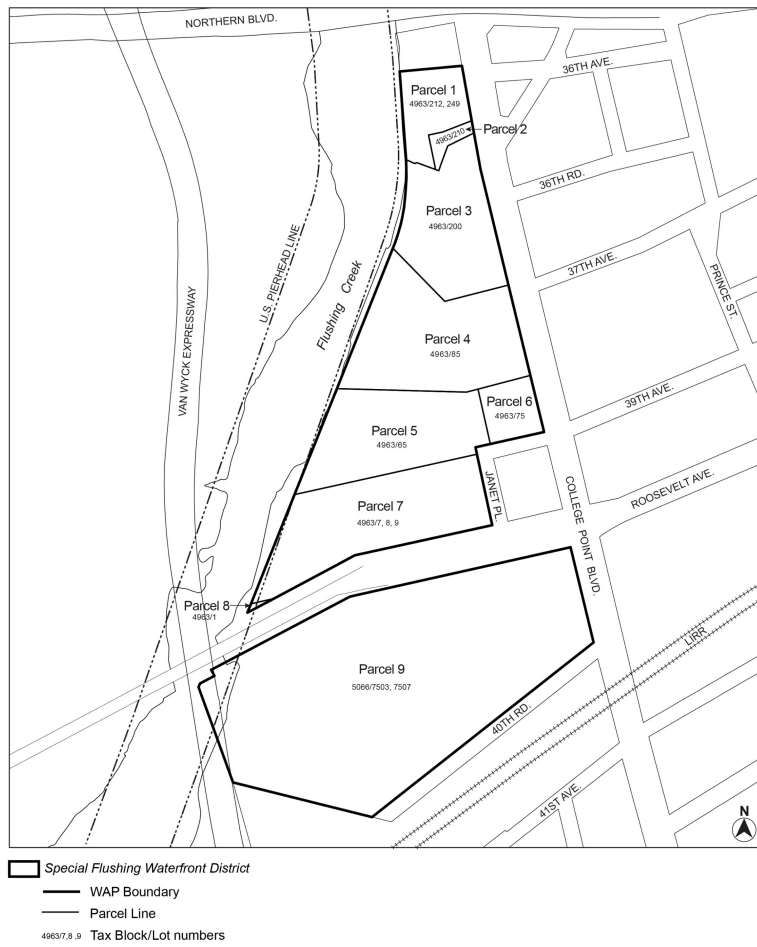 NORTHERN BLVD.
36TH AVE.
Parcel 1
4963/212, 249
4963/210
Parcel 2
36TH RD.
Parcel 3
4963/200
U.S. PIERHEAD LINE
Flushing Creek
37TH AVE.
PRINCE ST.
VAN WYCK EXPRESSWAY
Parcel 4
4963/85
39TH AVE.
Parcel 6
4963/75
Parcel 5
4963/65
JANET PL.
COLLEGE POINT BLVD.
ROOSEVELT AVE.
Parcel 7
4963/7, 8, 9
Parcel 8
4963/1
LIRR
Parcel 9
5066/7503, 7507
40TH RD.
41ST AVE.
N
Special Flushing Waterfront District
WAP Boundary
Parcel Line
4963/7,8 ,9 Tax Block/Lot numbers